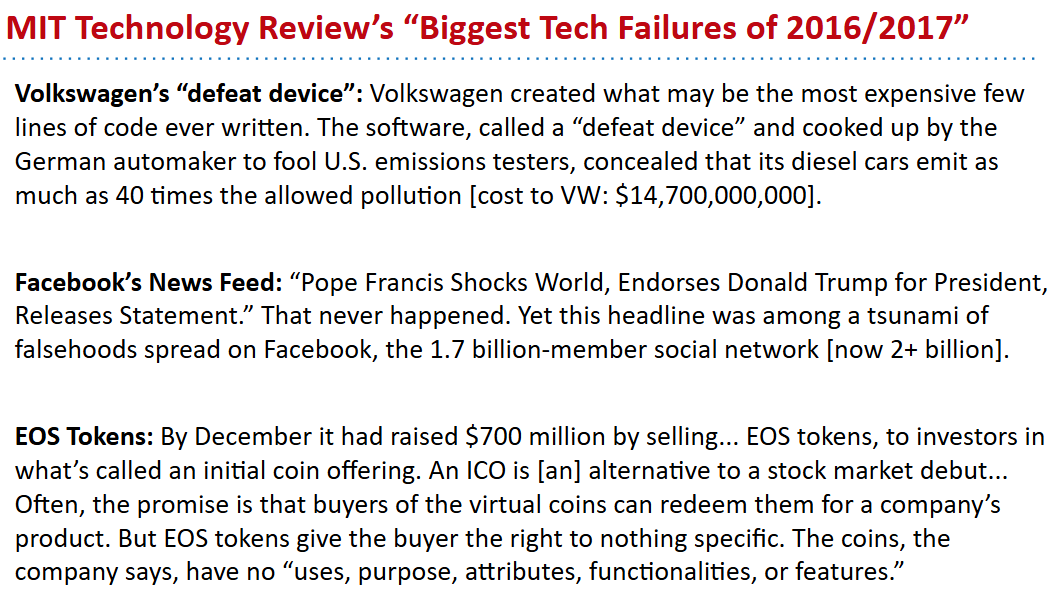 MIT Technology Review’s “Biggest Tech Failures of 2016/2017”
Volkswagen’s “defeat device”: Volkswagen created what may be the most expensive few
lines of code ever written. The software, called a “defeat device” and cooked up by the
German automaker to fool U.S. emissions testers, concealed that its diesel cars emit as
much as 40 times the allowed pollution [cost to VW: $14,700,000,000].
Facebook’s News Feed: “Pope Francis Shocks World, Endorses Donald Trump for President,
Releases Statement.” That never happened. Yet this headline was among a tsunami of
falsehoods spread on Facebook, the 1.7 billion-member social network [now 2+ billion].
EOS Tokens: By December it had raised $700 million by selling... EOS tokens, to investors in
what’s called an initial coin offering. An ICO is [an] alternative to a stock market debut...
Often, the promise is that buyers of the virtual coins can redeem them for a company’s
product. But EOS tokens give the buyer the right to nothing specific. The coins, the
company says, have no “uses, purpose, attributes, functionalities, or features.”